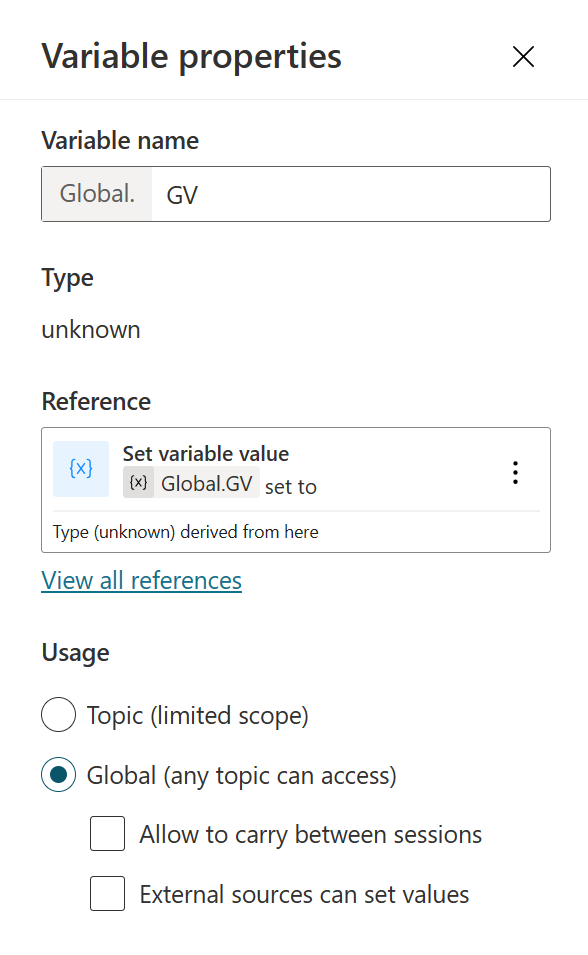 Variable properties
Variable name
Global. GV
Type
unknown
Reference
{x} Set variable value
{x} Global.GV set to
Type (unknown) derived from here
View all references
Usage
Topic (limited scope)
Global (any topic can access)
Allow to carry between sessions
External sources can set values